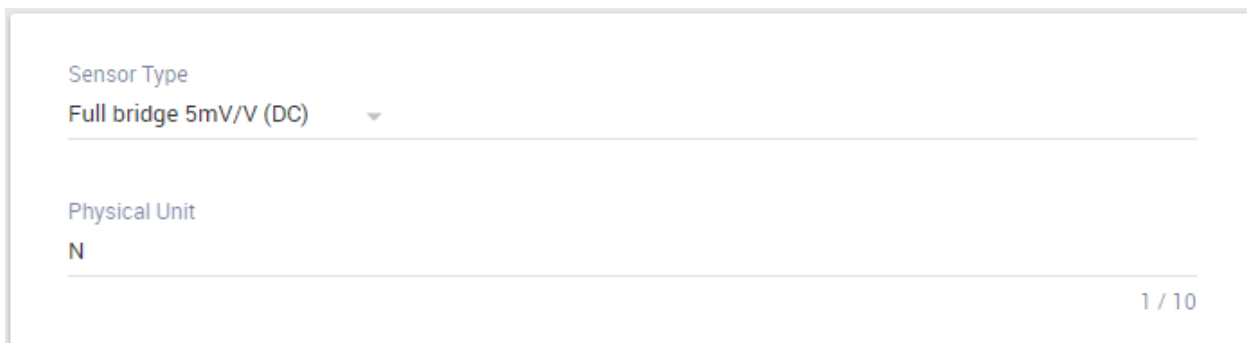 Sensor Type
Full bridge 5mV/V (DC)
Physical Unit
N
1 / 10